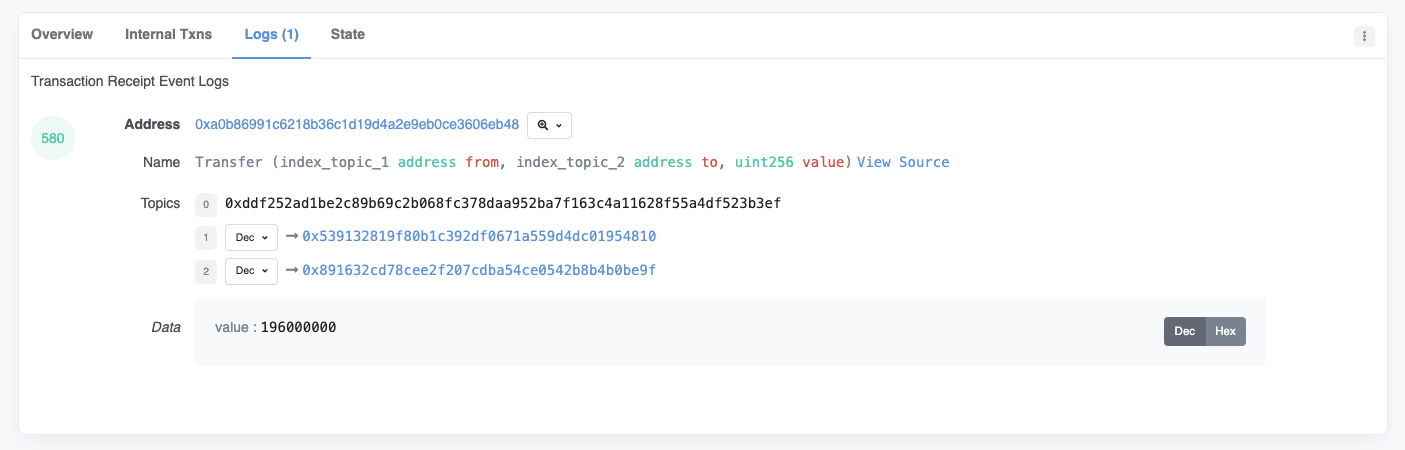 Overview Internal Txns Logs (1) State
Transaction Receipt Event Logs
580 Address 0xa0b86991c6218b36c1d19d4a2e9eb0ce3606eb48
Name Transfer (index_topic_1 address from, index_topic_2 address to, uint256 value) View Source
Topics 0 0xddf252ad1be2c89b69c2b068fc378daa952ba7f163c4a11628f55a4df523b3ef
1 Dec → 0x539132819f80b1c392df0671a559d4dc01954810
2 Dec → 0x891632cd78cee2f207cdba54ce0542b8b4b0be9f
Data value : 196000000 Dec Hex